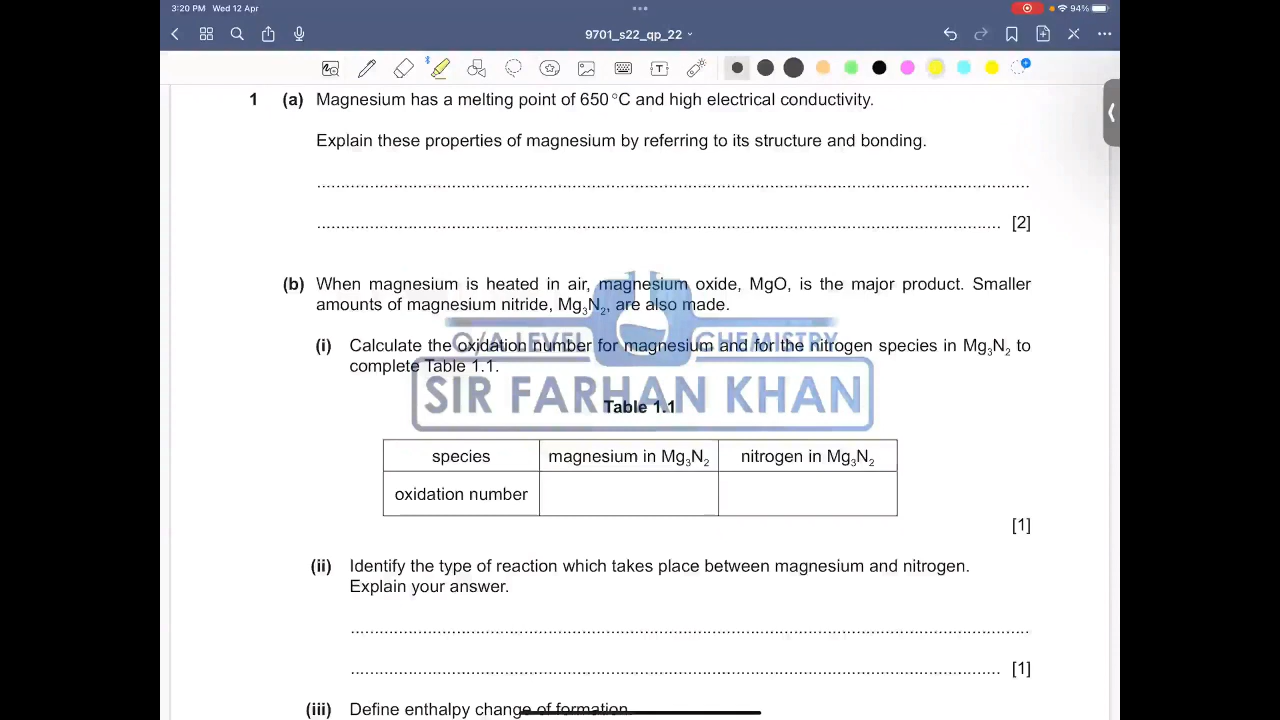 3:20 PM Wed 12 Apr
94%
9701_s22_qp_22
1 (a) Magnesium has a melting point of 650 °C and high electrical conductivity.
Explain these properties of magnesium by referring to its structure and bonding.
[2]
(b) When magnesium is heated in air, magnesium oxide, MgO, is the major product. Smaller
amounts of magnesium nitride, Mg₃N₂, are also made.
O/A LEVEL CHEMISTRY
(i) Calculate the oxidation number for magnesium and for the nitrogen species in Mg₃N₂ to
complete Table 1.1.
SIR FARHAN KHAN
Table 1.1
species magnesium in Mg₃N₂ nitrogen in Mg₃N₂
oxidation number
[1]
(ii) Identify the type of reaction which takes place between magnesium and nitrogen.
Explain your answer.
[1]
(iii) Define enthalpy change of formation.